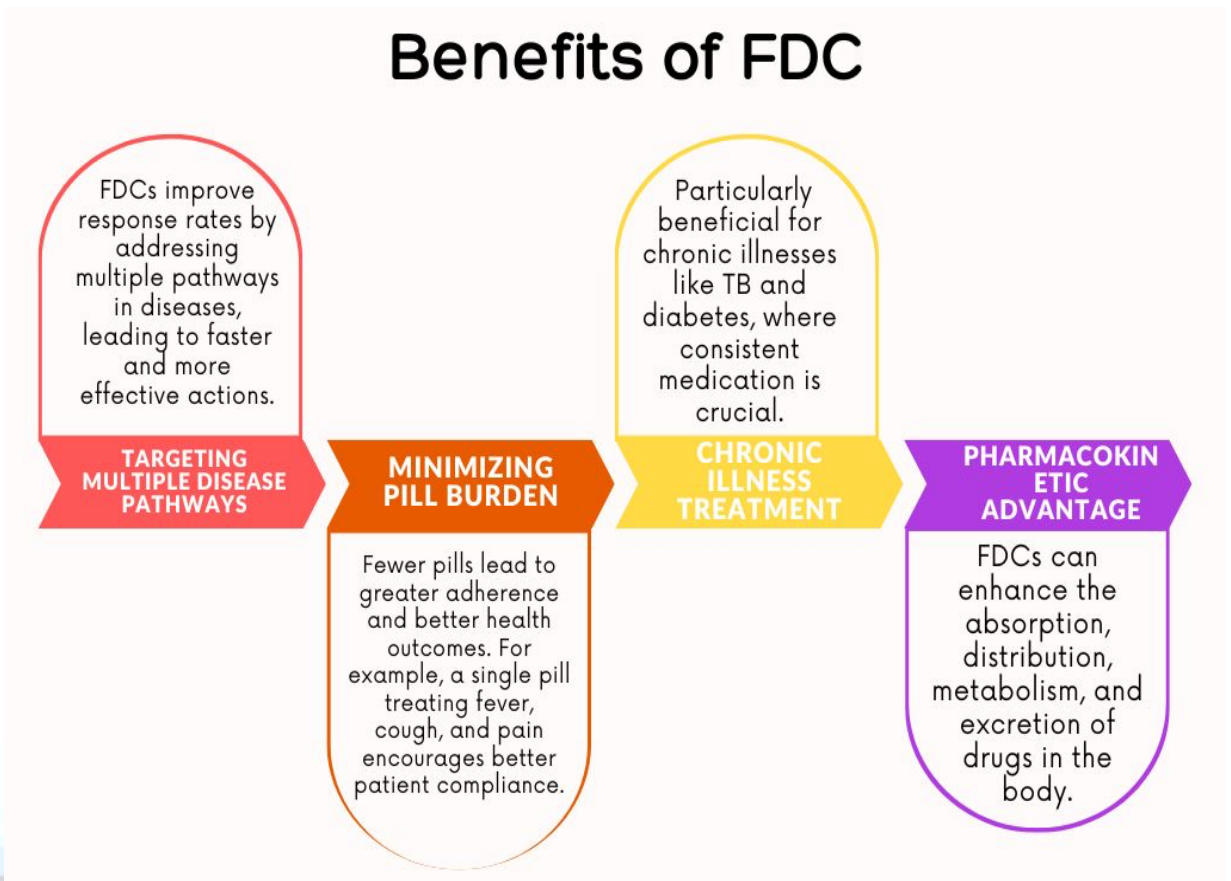 Benefits of FDC
FDCs improve
response rates by
addressing
multiple pathways
in diseases,
leading to faster
and more
effective actions.
TARGETING
MULTIPLE DISEASE
PATHWAYS
MINIMIZING
PILL BURDEN
Fewer pills lead to
greater adherence
and better health
outcomes. For
example, a single pill
treating fever,
cough, and pain
encourages better
patient compliance.
Particularly
beneficial for
chronic illnesses
like TB and
diabetes, where
consistent
medication is
crucial.
CHRONIC
ILLNESS
TREATMENT
PHARMACOKIN
ETIC
ADVANTAGE
FDCs can
enhance the
absorption,
distribution,
metabolism, and
excretion of
drugs in the
body.